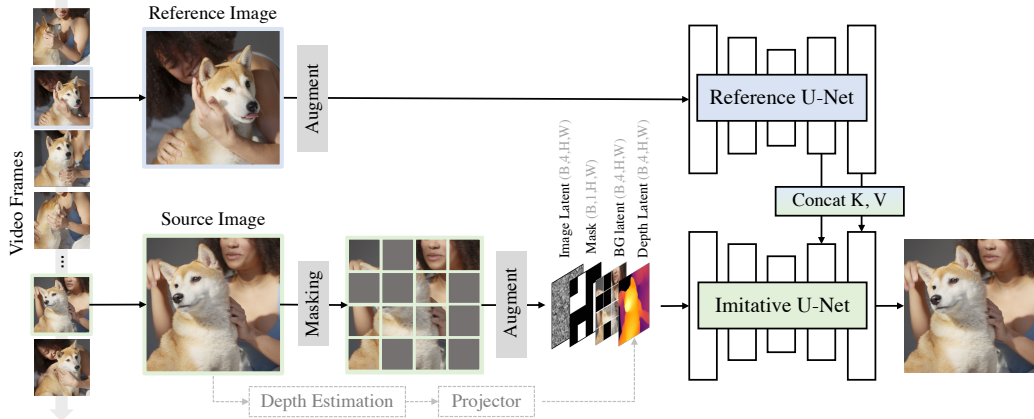 Video Frames
...
Reference Image
Augment
Reference U-Net
Concat K, V
Source Image
Masking
Augment
Image Latent (B,4,H,W)
Mask (B,1,H,W)
BG latent (B,4,H,W)
Depth Latent (B,4,H,W)
Imitative U-Net
Depth Estimation
Projector